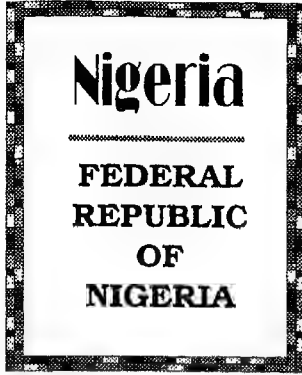 Nigeria
FEDERAL
REPUBLIC
OF
NIGERIA